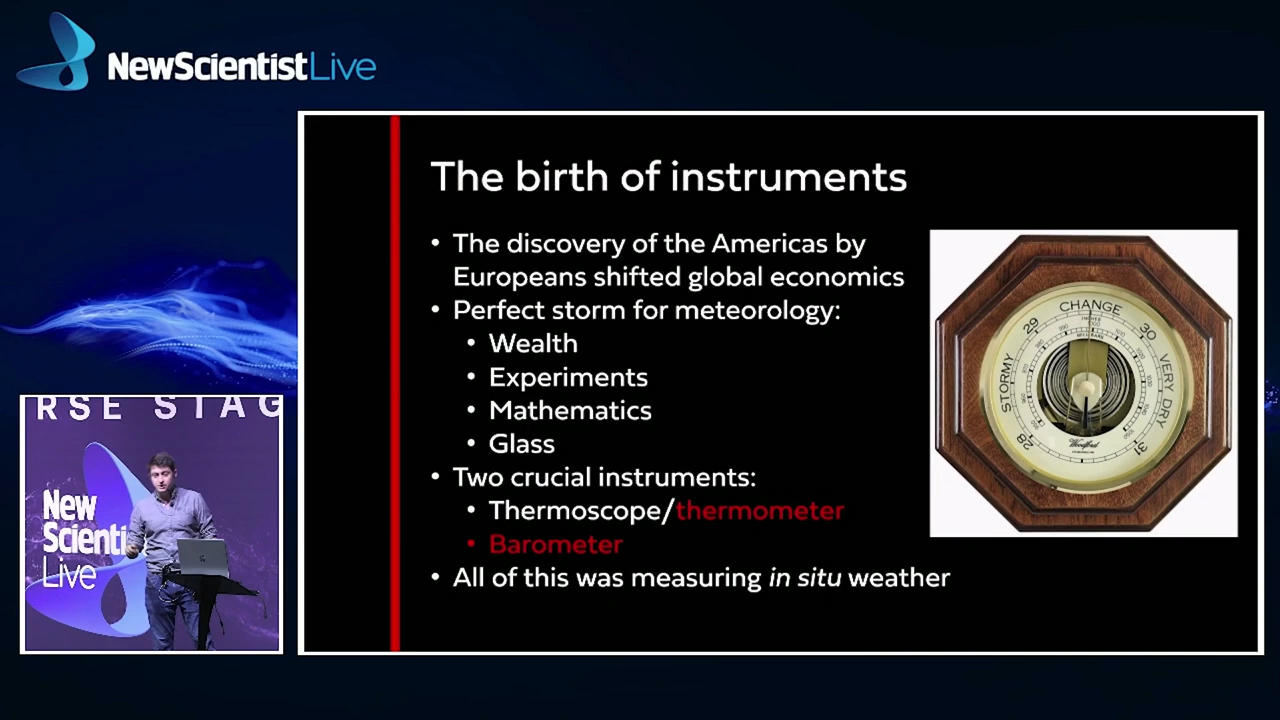 NewScientistLive
The birth of instruments
• The discovery of the Americas by
Europeans shifted global economics
• Perfect storm for meteorology:
• Wealth
• Experiments
• Mathematics
• Glass
• Two crucial instruments:
• Thermoscope/thermometer
• Barometer
• All of this was measuring in situ weather
CHANGE
29
30
STORMY
VERY DRY
28
31
RSE STAG
New
Scienti
Live